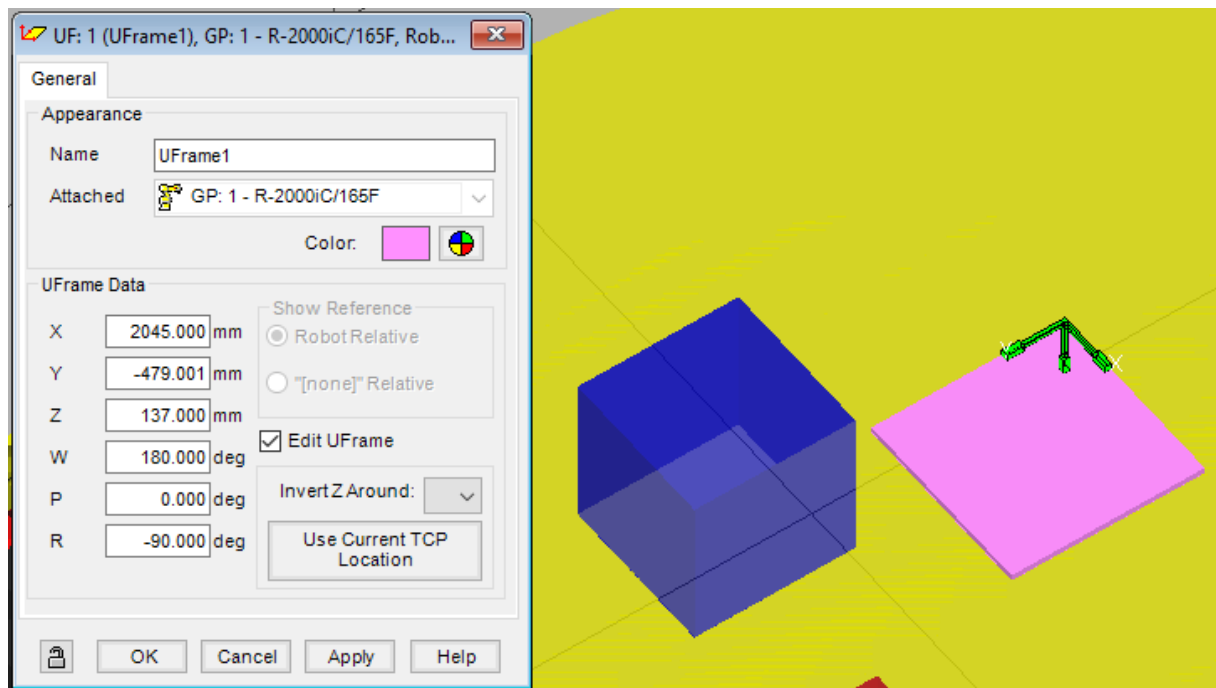 UF: 1 (UFrame1), GP: 1 - R-2000iC/165F, Rob...
General
Appearance
Name UFrame1
Attached GP: 1 - R-2000iC/165F
Color:
UFrame Data
Show Reference
X 2045.000 mm Robot Relative
Y -479.001 mm "[none]" Relative
Z 137.000 mm
Edit UFrame
W 180.000 deg
P 0.000 deg Invert Z Around:
R -90.000 deg Use Current TCP
Location
OK Cancel Apply Help
Y
X